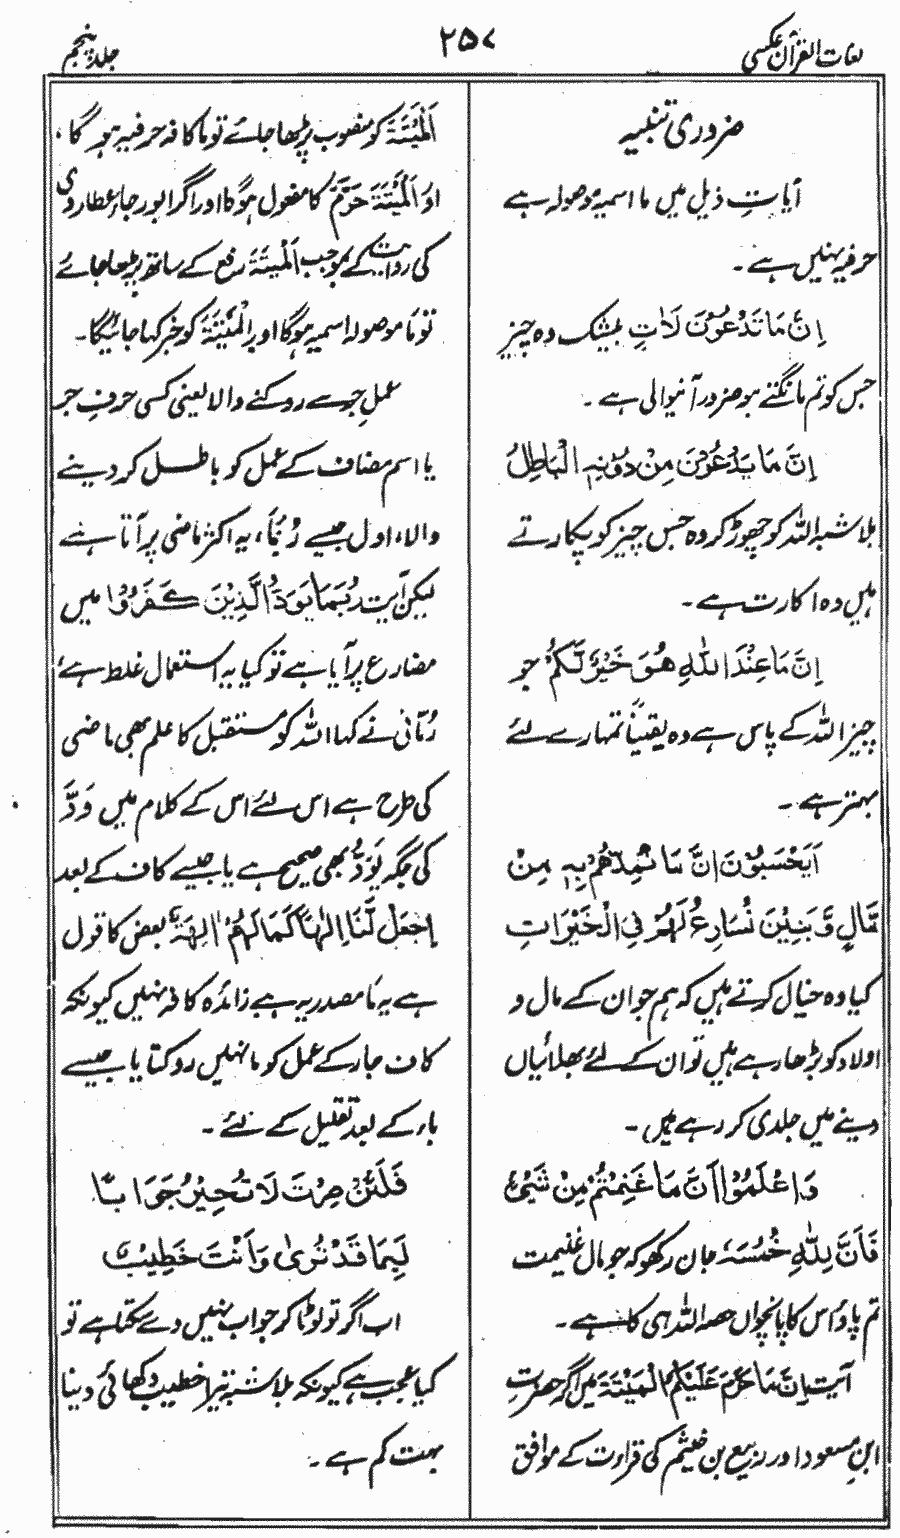 لغات القرآن عکسی
۲۵۷
جلد پنجم
ضروری تنبیہ
آیاتِ ذیل میں ما اسمیہ موصولہ ہے
حرفیہ نہیں ہے۔
اِنَّ مَا تَدْعُوْنَ لَاٰتٍ بیشک وہ چیز
جس کو تم مانگتے ہو ضرور آنیوالی ہے۔
اِنَّ مَا یَدْعُوْنَ مِنْ دُوْنِہٖ الْبَاطِلُ
بلاشبہ اللہ کو چھوڑ کر وہ جس چیز کو پکارتے
ہیں وہ اکارت ہے۔
اِنَّ مَا عِنْدَ اللّٰہِ ھُوَ خَیْرٌ لَّکُمْ جو
چیز اللہ کے پاس ہے وہ یقیناً تمہارے لئے
بہتر ہے۔
اَیَحْسَبُوْنَ اِنَّ مَا نُمِدُّھُمْ بِہٖ مِنْ
مَّالٍ وَّ بَنِیْنَ نُسَارِعُ لَھُمْ فِی الْخَیْرَاتِ
کیا وہ خیال کرتے ہیں کہ ہم جو ان کے مال و
اولاد کو بڑھا رہے ہیں تو ان کے لئے بھلائیاں
دینے میں جلدی کر رہے ہیں۔
وَاعْلَمُوْا اَنَّ مَا غَنِمْتُمْ مِنْ شَیْءٍ
فَاَنَّ لِلّٰہِ خُمُسَہٗ جان رکھو کہ جو مال غنیمت
تم پاؤ اس کا پانچواں حصہ اللہ ہی کا ہے۔
آیت اِنَّ مَا حَرَّمَ عَلَیْکُمُ الْمَیْتَۃَ میں اگر حضرت
ابنِ مسعود اور ربیع بن خیثم کی قراءت کے موافق
اَلْمَیْتَۃَ کو منصوب پڑھا جائے تو ما کافہ حرفیہ ہو گا،
اور اَلْمَیْتَۃَ حَرَّمَ کا مفعول ہوگا اور اگر ابورجاء عطاردی
کی روایت کے بموجب اَلْمَیْتَۃُ رفع کے ساتھ پڑھا جائے
تو مَا موصولہ اسمیہ ہوگا اور اَلْمَیْتَۃُ کو خبر کہا جائیگا۔
عملِ جر سے روکنے والا یعنی کسی حرفِ جر
یا اسم مضاف کے عمل کو باطل کر دینے
والا، اول جیسے رُبَّمَا، یہ اکثر ماضی پر آتا ہے
لیکن آیت رُبَمَا یَوَدُّ الَّذِیْنَ کَفَرُوْا میں
مضارع پر آیا ہے تو کیا یہ استعمال غلط ہے؟
رُمّانی نے کہا اللہ کو مستقبل کا علم بھی ماضی
کی طرح ہے اس لئے اس کے کلام میں وَدَّ
کی جگہ یَوَدُّ بھی صحیح ہے یا جیسے کاف کے بعد
اِجْعَلْ لَّنَا اِلٰہًا کَمَا لَہُمْ اٰلِہَۃٌ بعض کا قول
ہے یہ مَا مصدریہ ہے زائدہ کافہ نہیں کیونکہ
کاف جار کے عمل کو ما نہیں روکتا یا جیسے
باء کے بعد تقلیل کے لئے۔
فَلَئِنْ صِرْتَ لَا تُحِیْرُ جَوَابًا
لَبِمَا قَدْ تُرٰی وَاَنْتَ خَطِیْبٌ
اب اگر تو لوٹا کر جواب نہیں دے سکتا ہے تو
کیا عجب ہے کیونکہ بلاشبہ تیرا خطیب دکھائی دینا
بہت کم ہے۔